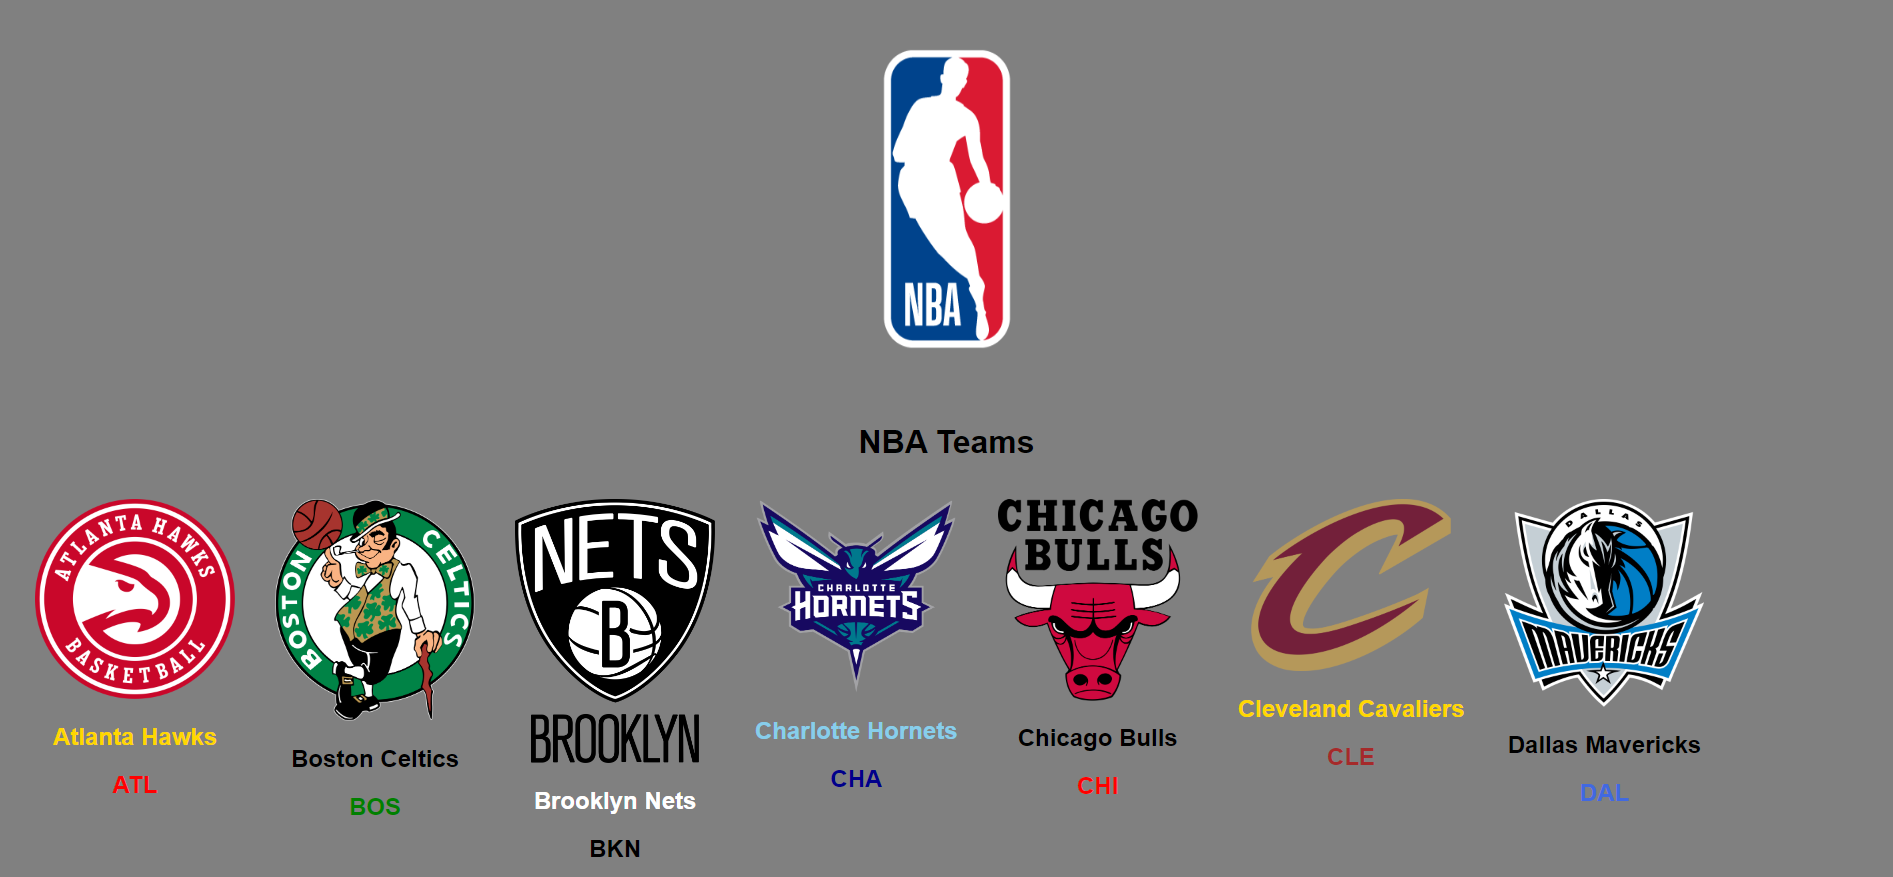 NBA
NBA Teams
ATLANTA HAWKS
BASKETBALL
Atlanta Hawks
ATL
BOSTON
CELTICS
Boston Celtics
BOS
NETS
B
BROOKLYN
Brooklyn Nets
BKN
CHARLOTTE
HORNETS
Charlotte Hornets
CHA
CHICAGO
BULLS
Chicago Bulls
CHI
C
Cleveland Cavaliers
CLE
DALLAS
MAVERICKS
Dallas Mavericks
DAL